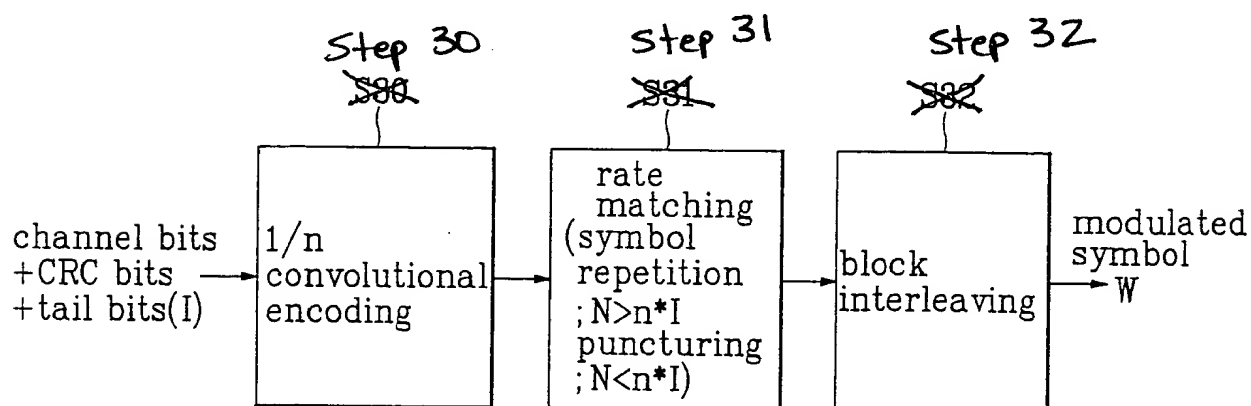 Step 30
Step 31
Step 32
S30
S31
S32
channel bits
+CRC bits
+tail bits(I)
1/n
convolutional
encoding
rate
matching
(symbol
repetition
;N>n*I
puncturing
;N<n*I)
block
interleaving
modulated
symbol
W